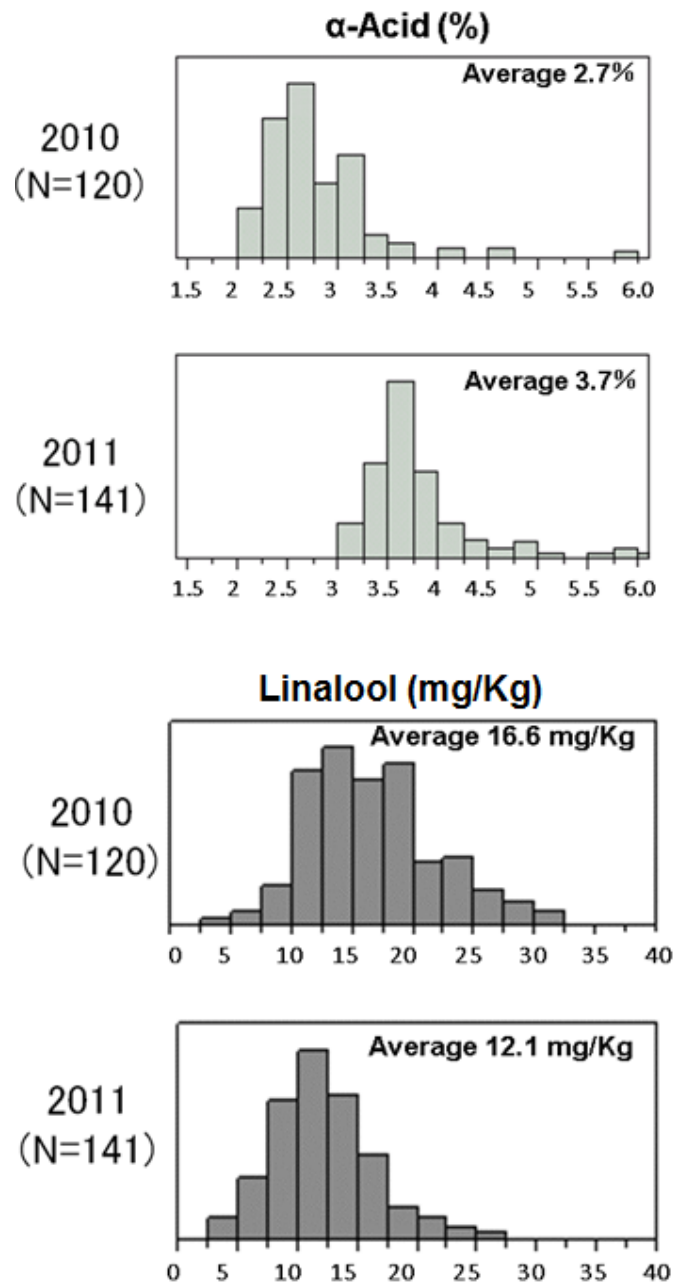 α-Acid (%)
Average 2.7%
2010
(N=120)
1.5 2 2.5 3 3.5 4 4.5 5 5.5 6.0
Average 3.7%
2011
(N=141)
1.5 2 2.5 3 3.5 4 4.5 5 5.5 6.0
Linalool (mg/Kg)
Average 16.6 mg/Kg
2010
(N=120)
0 5 10 15 20 25 30 35 40
Average 12.1 mg/Kg
2011
(N=141)
0 5 10 15 20 25 30 35 40